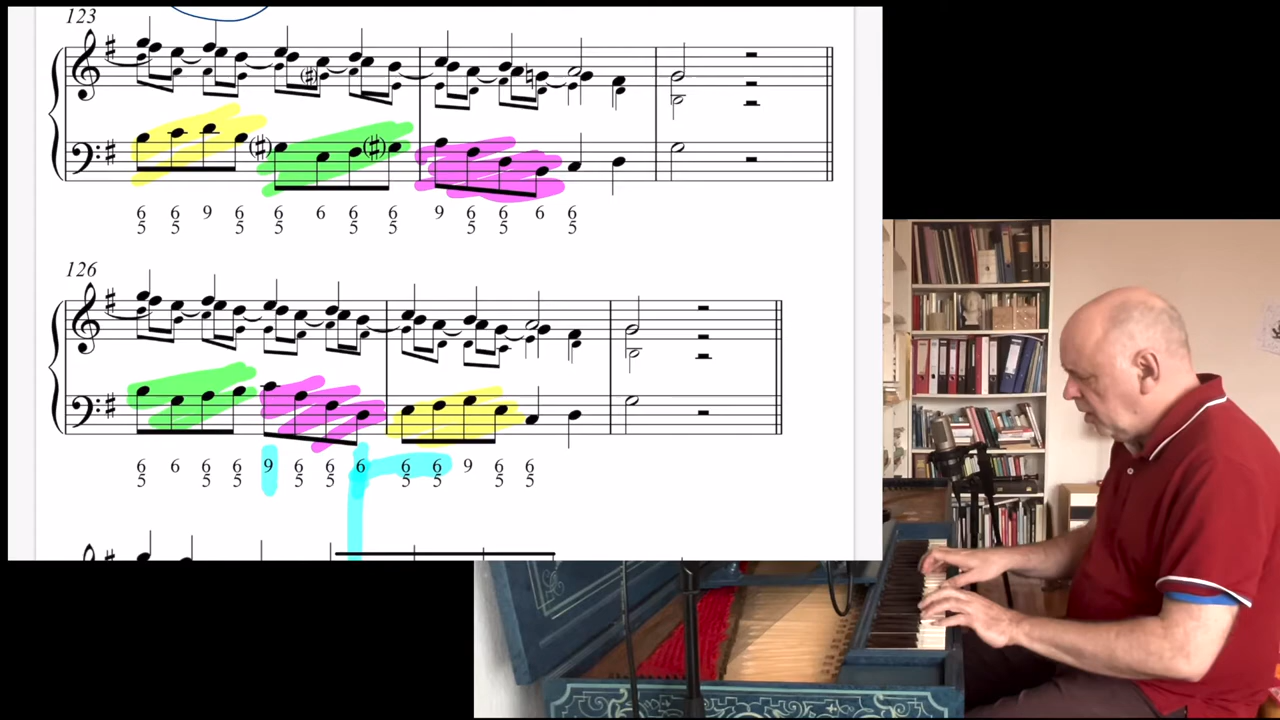 123
6 6 9 6 6 6 6 6 9 6 6 6 6
5 5 5 5 5 5 5 5 5
126
6 6 6 6 9 6 6 6 6 6 9 6 6
5 5 5 5 5 5 5 5 5